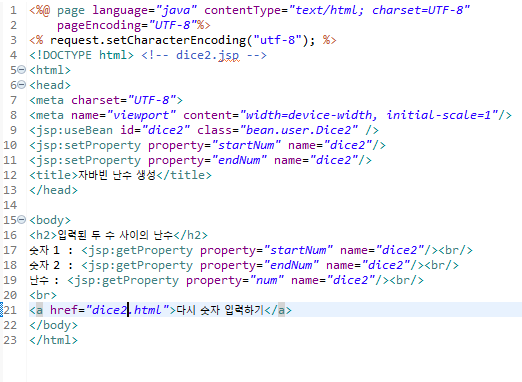 1 <%@ page language="java" contentType="text/html; charset=UTF-8"
2 pageEncoding="UTF-8"%>
3 <% request.setCharacterEncoding("utf-8"); %>
4 <!DOCTYPE html> <!-- dice2.jsp -->
5 <html>
6 <head>
7 <meta charset="UTF-8">
8 <meta name="viewport" content="width=device-width, initial-scale=1"/>
9 <jsp:useBean id="dice2" class="bean.user.Dice2" />
10 <jsp:setProperty property="startNum" name="dice2"/>
11 <jsp:setProperty property="endNum" name="dice2"/>
12 <title>자바빈 난수 생성</title>
13 </head>
14
15 <body>
16 <h2>입력된 두 수 사이의 난수</h2>
17 숫자 1 : <jsp:getProperty property="startNum" name="dice2"/><br/>
18 숫자 2 : <jsp:getProperty property="endNum" name="dice2"/><br/>
19 난수 : <jsp:getProperty property="num" name="dice2"/><br/>
20 <br>
21 <a href="dice2.html">다시 숫자 입력하기</a>
22 </body>
23 </html>